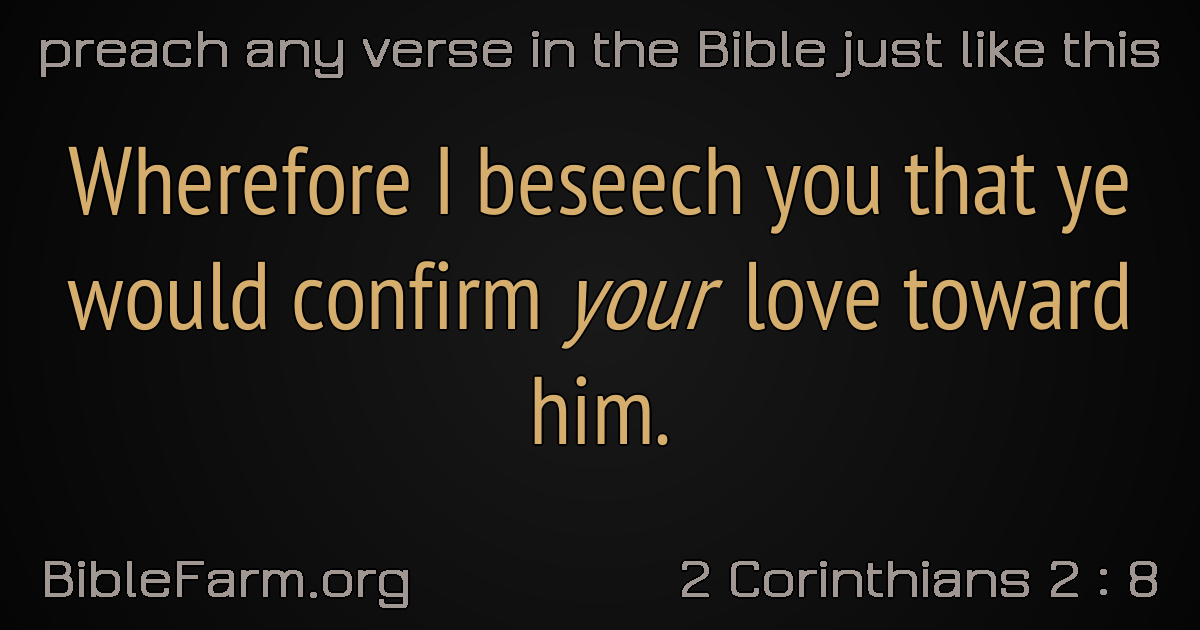 preach any verse in the Bible just like this
Wherefore I beseech you that ye
would confirm your love toward
him.
BibleFarm.org
2 Corinthians 2 : 8